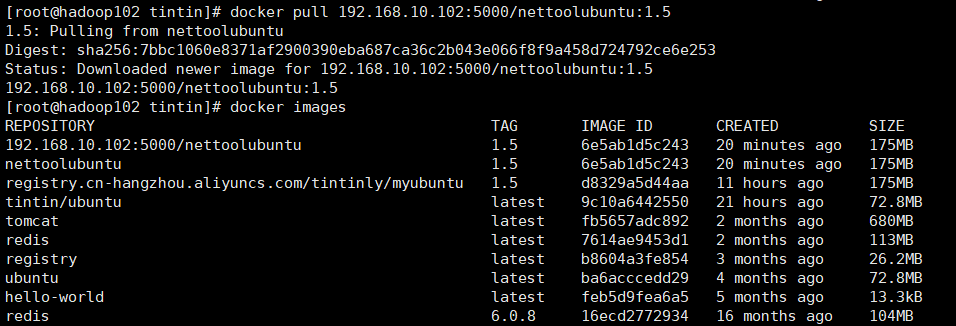 [root@hadoop102 tintin]# docker pull 192.168.10.102:5000/nettoolubuntu:1.5
1.5: Pulling from nettoolubuntu
Digest: sha256:7bbc1060e8371af2900390eba687ca36c2b043e066f8f9a458d724792ce6e253
Status: Downloaded newer image for 192.168.10.102:5000/nettoolubuntu:1.5
192.168.10.102:5000/nettoolubuntu:1.5
[root@hadoop102 tintin]# docker images
REPOSITORY TAG IMAGE ID CREATED SIZE
192.168.10.102:5000/nettoolubuntu 1.5 6e5ab1d5c243 20 minutes ago 175MB
nettoolubuntu 1.5 6e5ab1d5c243 20 minutes ago 175MB
registry.cn-hangzhou.aliyuncs.com/tintinly/myubuntu 1.5 d8329a5d44aa 11 hours ago 175MB
tintin/ubuntu latest 9c10a6442550 21 hours ago 72.8MB
tomcat latest fb5657adc892 2 months ago 680MB
redis latest 7614ae9453d1 2 months ago 113MB
registry latest b8604a3fe854 3 months ago 26.2MB
ubuntu latest ba6acccedd29 4 months ago 72.8MB
hello-world latest feb5d9fea6a5 5 months ago 13.3kB
redis 6.0.8 16ecd2772934 16 months ago 104MB